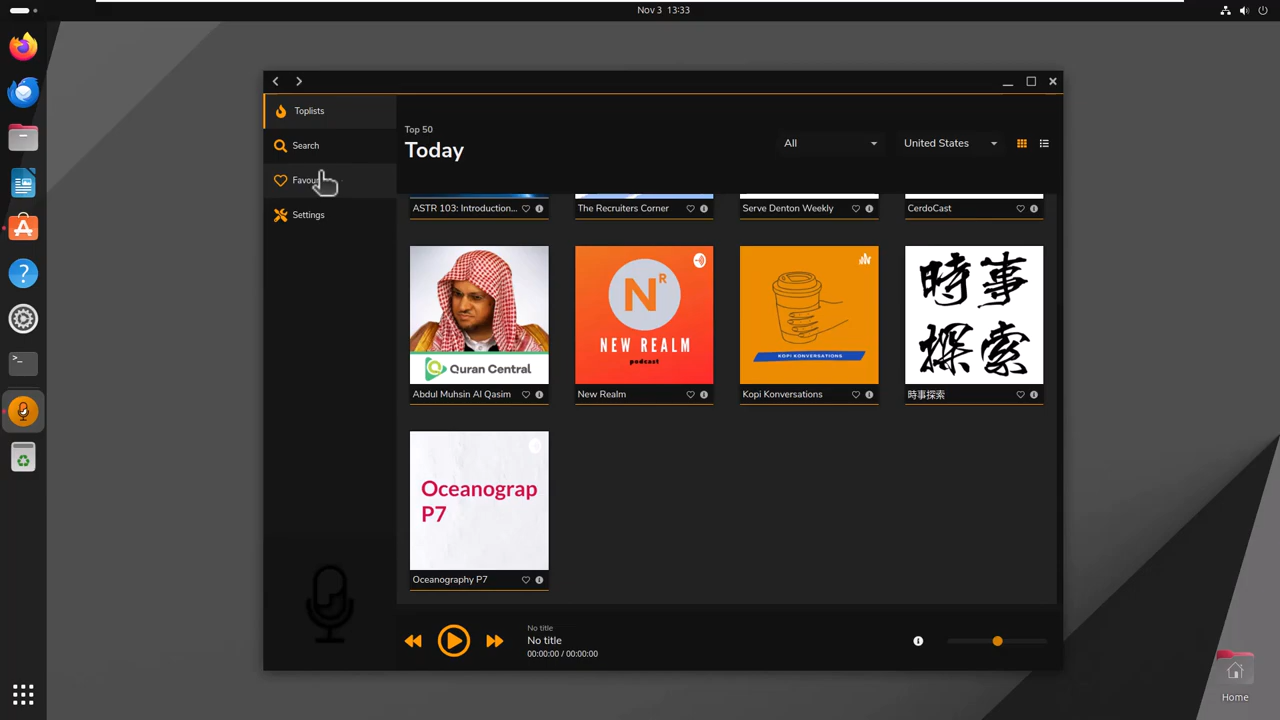 Nov 3 13:33
Toplists
Search
Settings
Top 50
Today
All
United States
ASTR 103: Introduction...
The Recruiters Corner
Serve Denton Weekly
CerdoCast
Quran Central
Abdul Muhsin Al Qasim
NR
NEW REALM
podcast
New Realm
KOPI KONVERSATIONS
Kopi Konversations
時事
探索
時事探索
Oceanograp
P7
Oceanography P7
No title
No title
00:00:00 / 00:00:00
Home